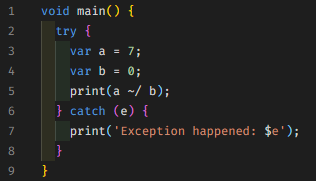 1 void main() {
2   try {
3     var a = 7;
4     var b = 0;
5     print(a ~/ b);
6   } catch (e) {
7     print('Exception happened: $e');
8   }
9 }